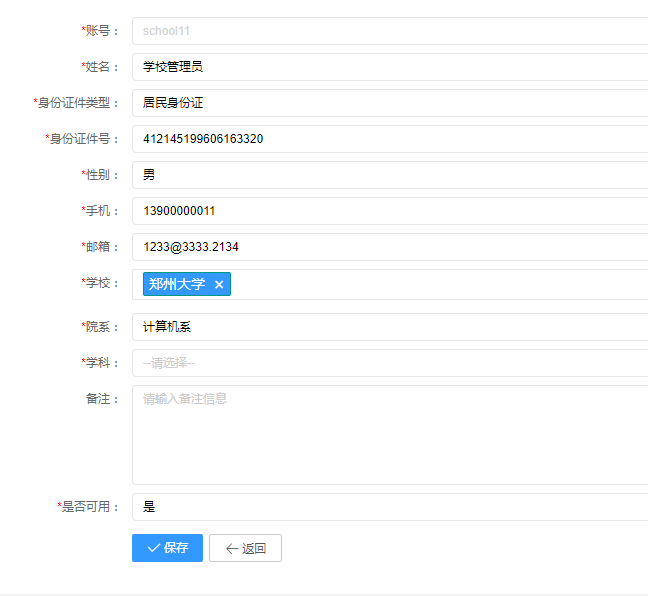 *账号： school11
*姓名： 学校管理员
*身份证件类型： 居民身份证
*身份证件号： 412145199606163320
*性别： 男
*手机： 13900000011
*邮箱： 1233@3333.2134
*学校： 郑州大学 ×
*院系： 计算机系
*学科： --请选择--
备注： 请输入备注信息
*是否可用： 是
保存 返回